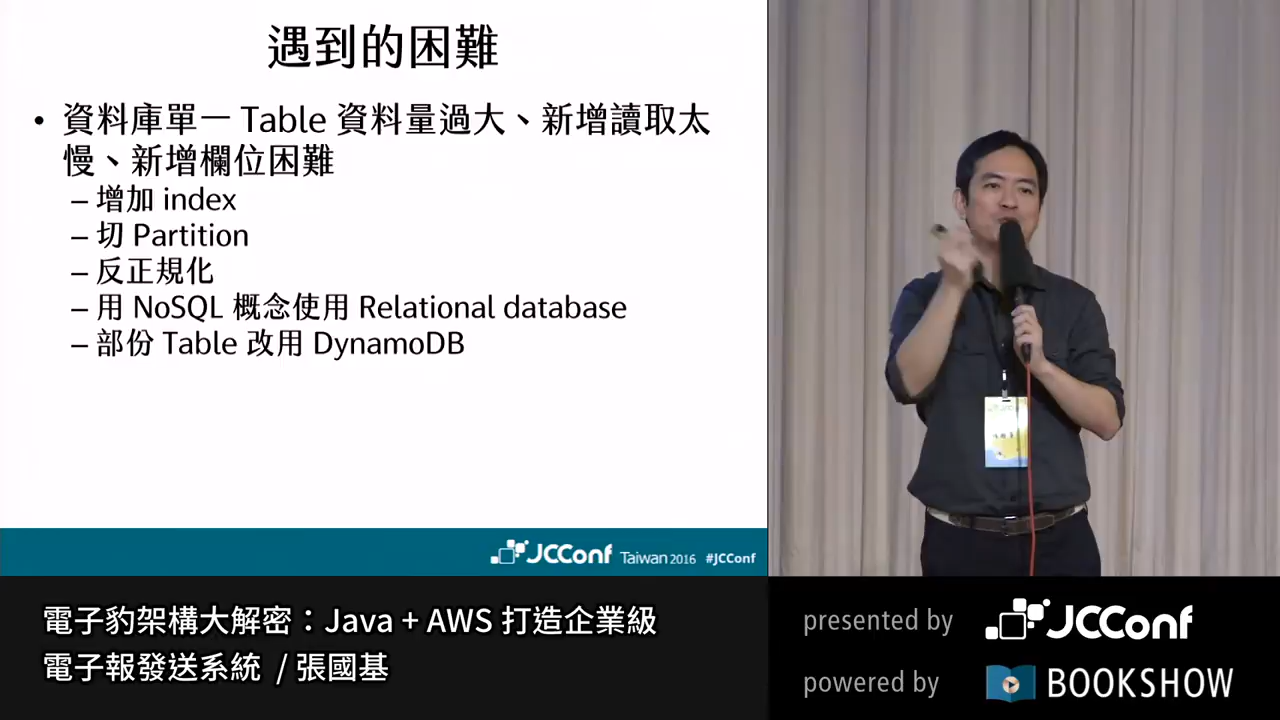 遇到的困難
• 資料庫單一 Table 資料量過大、新增讀取太
慢、新增欄位困難
– 增加 index
– 切 Partition
– 反正規化
– 用 NoSQL 概念使用 Relational database
– 部份 Table 改用 DynamoDB
JCConf Taiwan 2016 #JCConf
電子豹架構大解密：Java + AWS 打造企業級
電子報發送系統 / 張國基
presented by JCConf
powered by BOOKSHOW